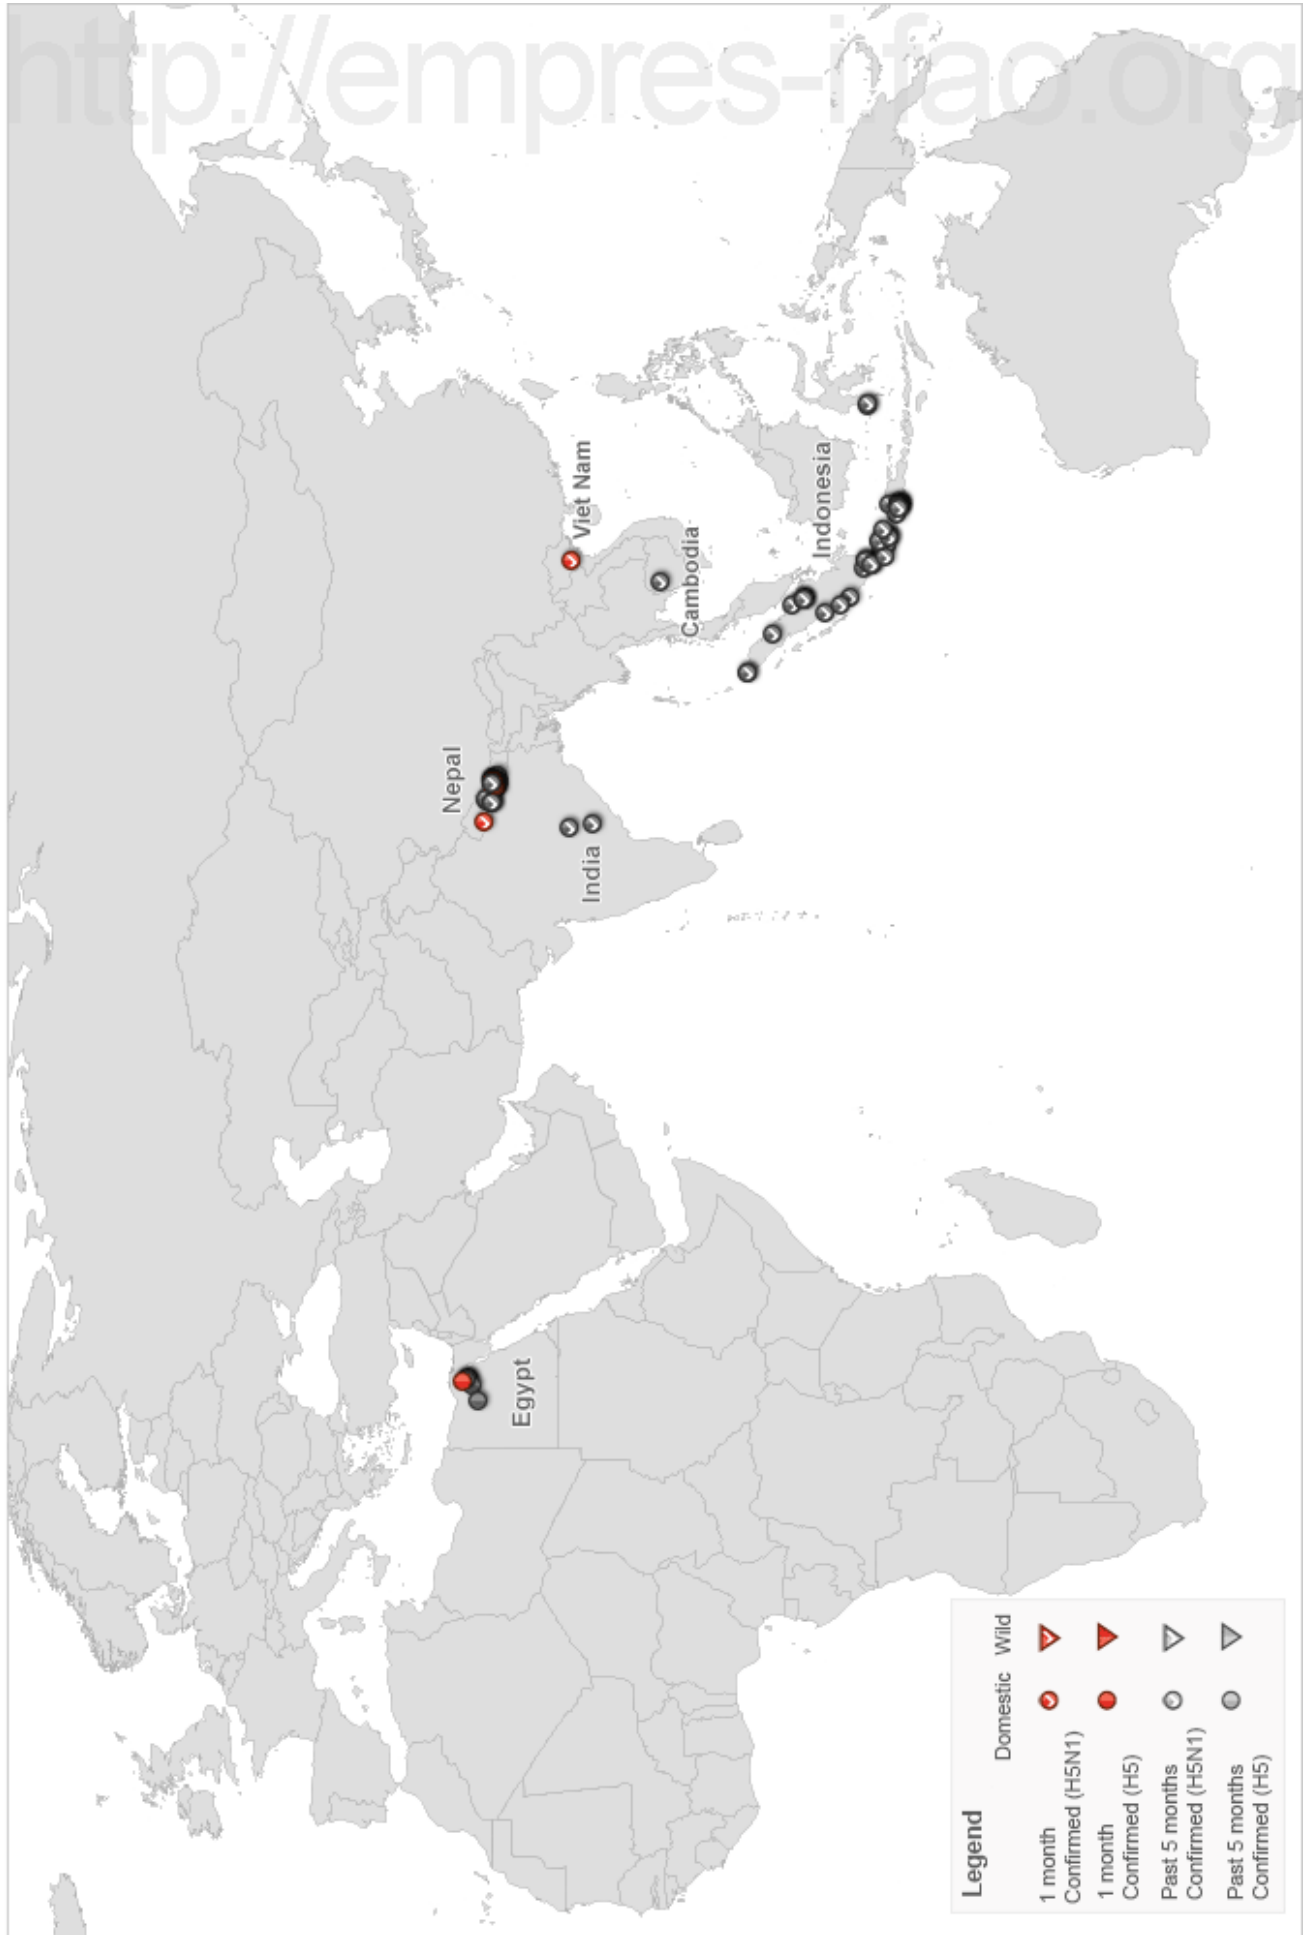 http://empres-i.fao.org
Viet Nam
Nepal
Cambodia
India
Indonesia
Egypt
Legend
Domestic Wild
1 month
Confirmed (H5N1)
1 month
Confirmed (H5)
Past 5 months
Confirmed (H5N1)
Past 5 months
Confirmed (H5)